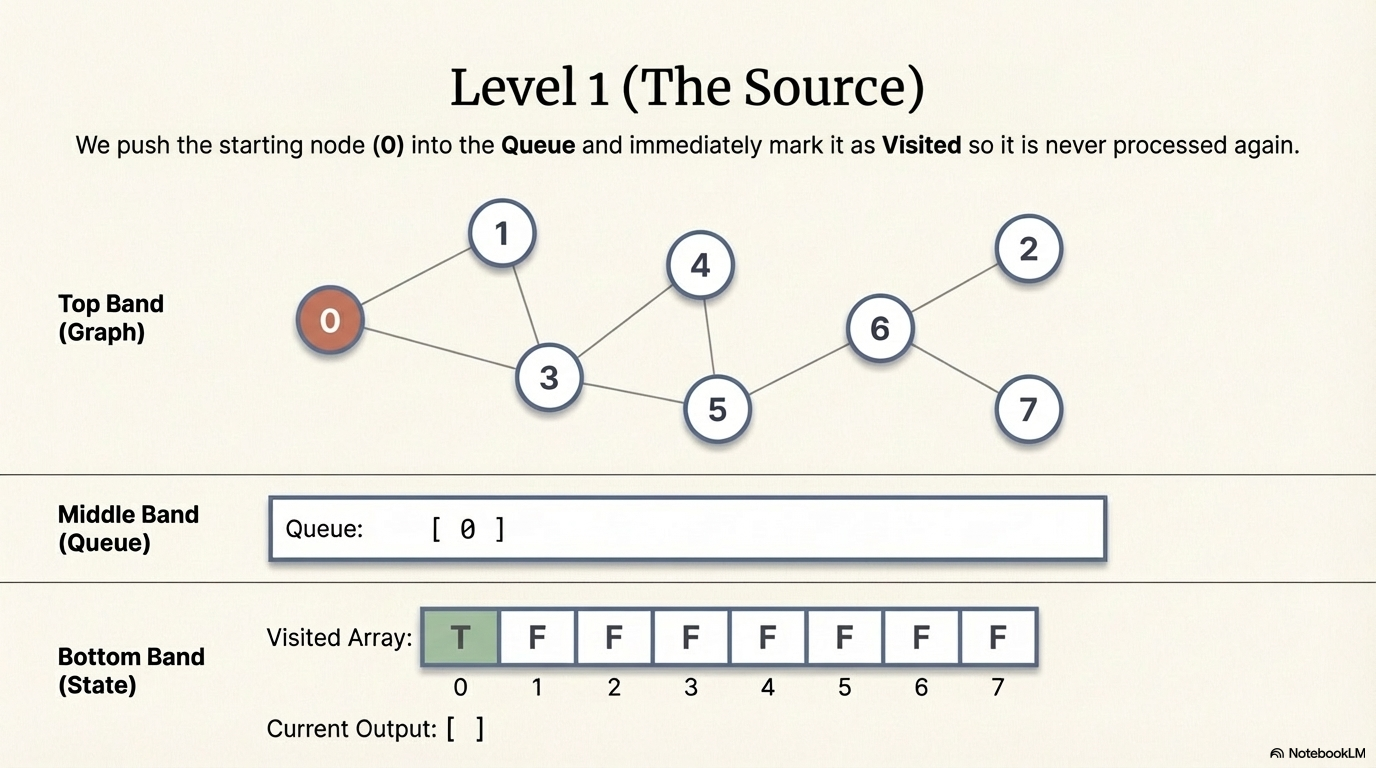 Level 1 (The Source)
We push the starting node (0) into the Queue and immediately mark it as Visited so it is never processed again.
Top Band
(Graph)
0
1
3
4
5
6
2
7
Middle Band
(Queue)
Queue: [ 0 ]
Bottom Band
(State)
Visited Array: T F F F F F F F
0 1 2 3 4 5 6 7
Current Output: [ ]
NotebookLM